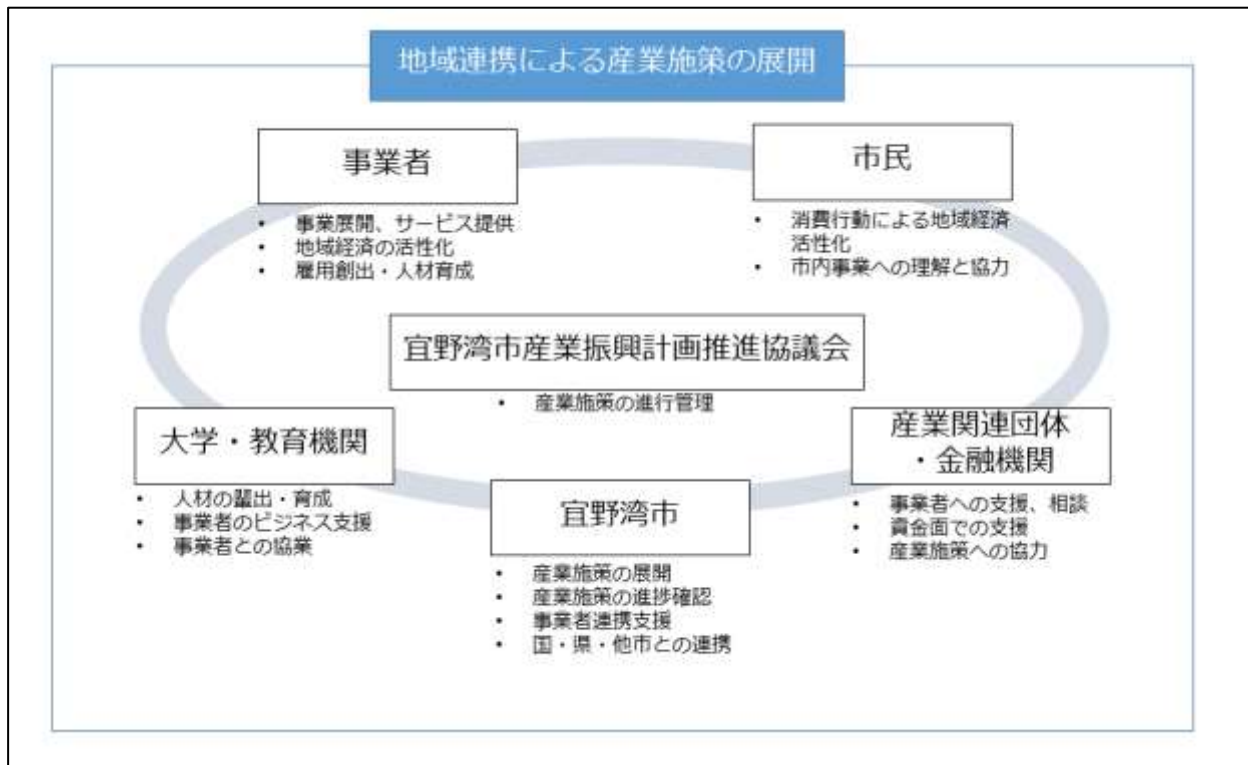 地域連携による産業施策の展開
事業者
• 事業展開、サービス提供
• 地域経済の活性化
• 雇用創出・人材育成
市民
• 消費行動による地域経済
活性化
• 市内事業への理解と協力
宜野湾市産業振興計画推進協議会
• 産業施策の進行管理
大学・教育機関
• 人材の輩出・育成
• 事業者のビジネス支援
• 事業者との協業
宜野湾市
• 産業施策の展開
• 産業施策の進捗確認
• 事業者連携支援
• 国・県・他市との連携
産業関連団体
・金融機関
• 事業者への支援、相談
• 資金面での支援
• 産業施策への協力